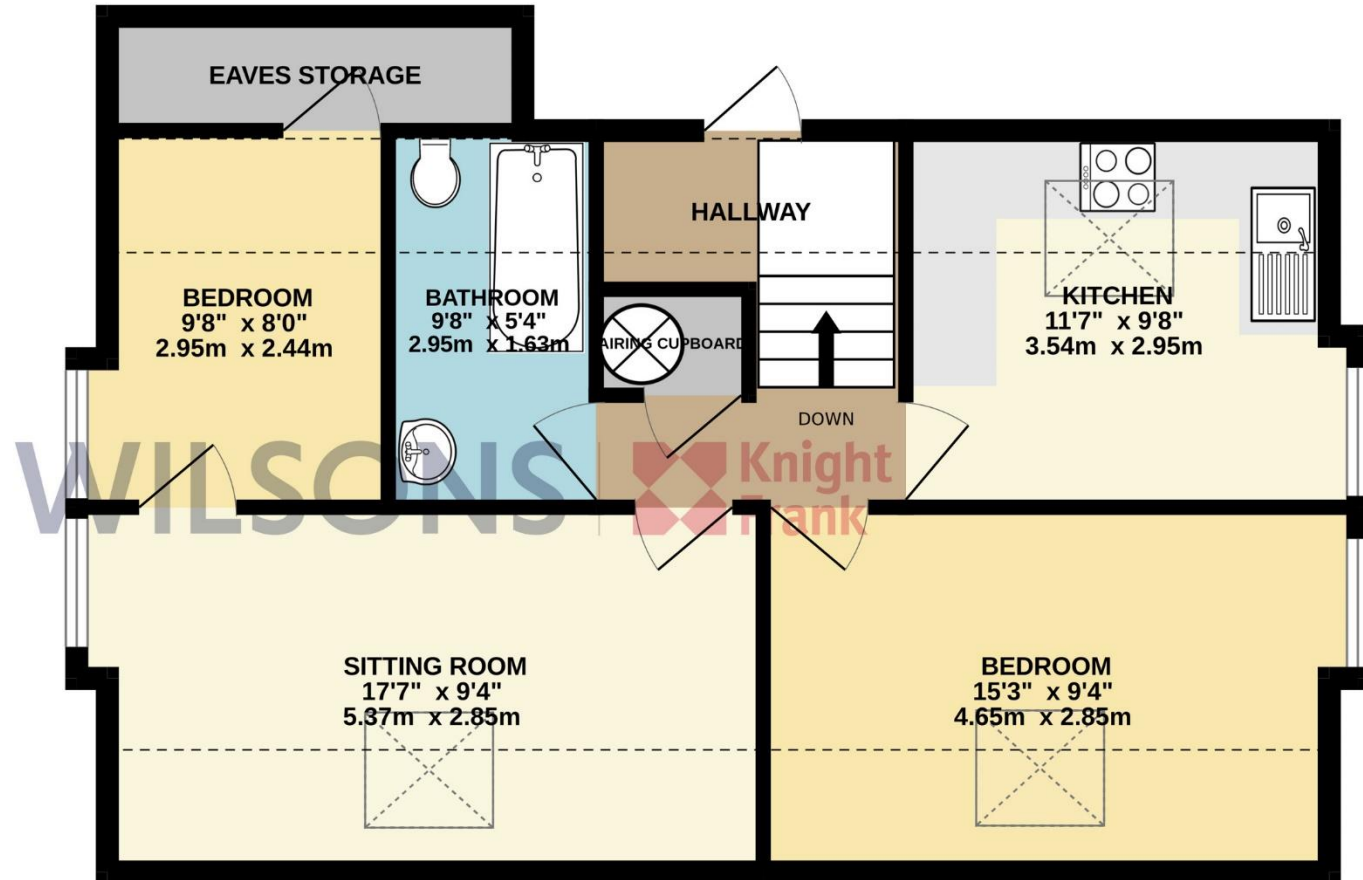 EAVES STORAGE
HALLWAY
BEDROOM
9'8" x 8'0"
2.95m x 2.44m
BATHROOM
9'8" x 5'4"
2.95m x 1.63m
AIRING CUPBOARD
KITCHEN
11'7" x 9'8"
3.54m x 2.95m
DOWN
WILSONS
Knight
Frank
SITTING ROOM
17'7" x 9'4"
5.37m x 2.85m
BEDROOM
15'3" x 9'4"
4.65m x 2.85m